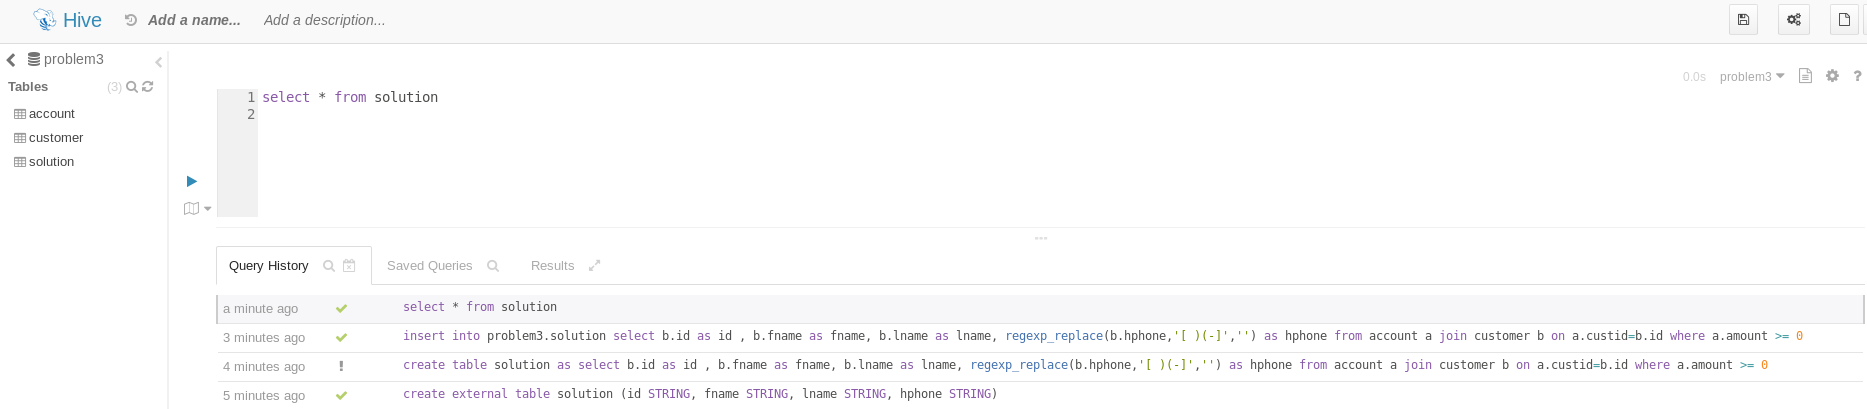 Hive Add a name... Add a description...
problem3
Tables (3)
account
customer
solution
0.0s problem3 ?
1 select * from solution
2
Query History Saved Queries Results
a minute ago select * from solution
3 minutes ago insert into problem3.solution select b.id as id , b.fname as fname, b.lname as lname, regexp_replace(b.hphone,'[ )(-]','') as hphone from account a join customer b on a.custid=b.id where a.amount >= 0
4 minutes ago ! create table solution as select b.id as id , b.fname as fname, b.lname as lname, regexp_replace(b.hphone,'[ )(-]','') as hphone from account a join customer b on a.custid=b.id where a.amount >= 0
5 minutes ago create external table solution (id STRING, fname STRING, lname STRING, hphone STRING)